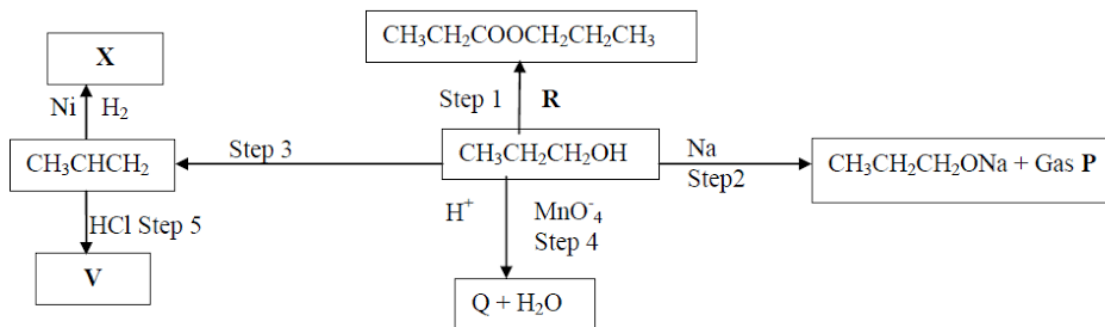 CH₃CH₂COOCH₂CH₂CH₃
X
Ni H₂
Step 1 R
CH₃CHCH₂
Step 3
CH₃CH₂CH₂OH
Na
Step2
CH₃CH₂CH₂ONa + Gas P
HCl Step 5
H⁺
MnO⁻₄
Step 4
V
Q + H₂O